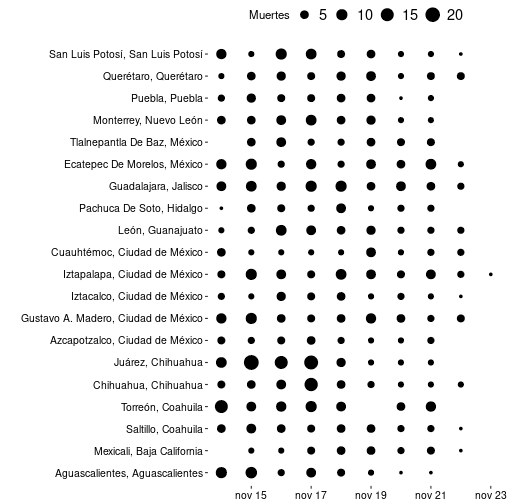 Muertes 5 10 15 20
San Luis Potosí, San Luis Potosí
Querétaro, Querétaro
Puebla, Puebla
Monterrey, Nuevo León
Tlalnepantla De Baz, México
Ecatepec De Morelos, México
Guadalajara, Jalisco
Pachuca De Soto, Hidalgo
León, Guanajuato
Cuauhtémoc, Ciudad de México
Iztapalapa, Ciudad de México
Iztacalco, Ciudad de México
Gustavo A. Madero, Ciudad de México
Azcapotzalco, Ciudad de México
Juárez, Chihuahua
Chihuahua, Chihuahua
Torreón, Coahuila
Saltillo, Coahuila
Mexicali, Baja California
Aguascalientes, Aguascalientes
nov 15 nov 17 nov 19 nov 21 nov 23